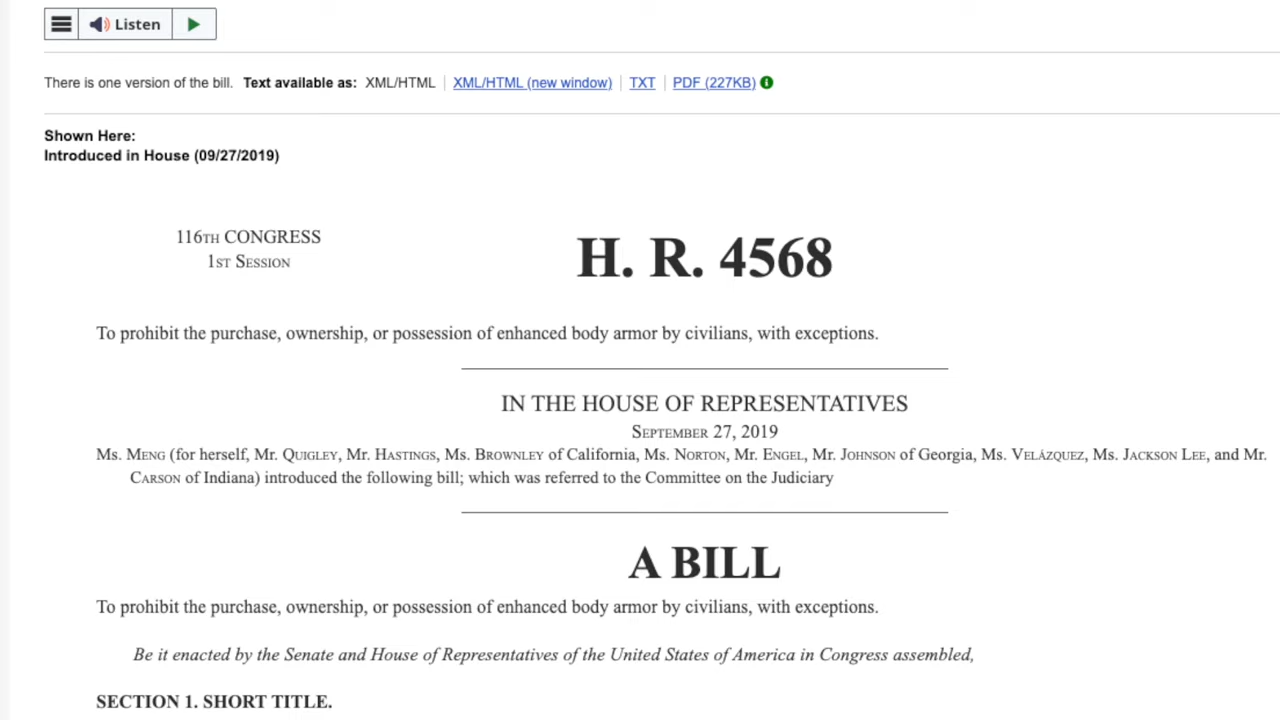 Listen
There is one version of the bill. Text available as: XML/HTML | XML/HTML (new window) | TXT | PDF (227KB)
Shown Here:
Introduced in House (09/27/2019)
116TH CONGRESS
1ST SESSION
H. R. 4568
To prohibit the purchase, ownership, or possession of enhanced body armor by civilians, with exceptions.
IN THE HOUSE OF REPRESENTATIVES
SEPTEMBER 27, 2019
Ms. MENG (for herself, Mr. QUIGLEY, Mr. HASTINGS, Ms. BROWNLEY of California, Ms. NORTON, Mr. ENGEL, Mr. JOHNSON of Georgia, Ms. VELÁZQUEZ, Ms. JACKSON LEE, and Mr.
CARSON of Indiana) introduced the following bill; which was referred to the Committee on the Judiciary
A BILL
To prohibit the purchase, ownership, or possession of enhanced body armor by civilians, with exceptions.
Be it enacted by the Senate and House of Representatives of the United States of America in Congress assembled,
SECTION 1. SHORT TITLE.